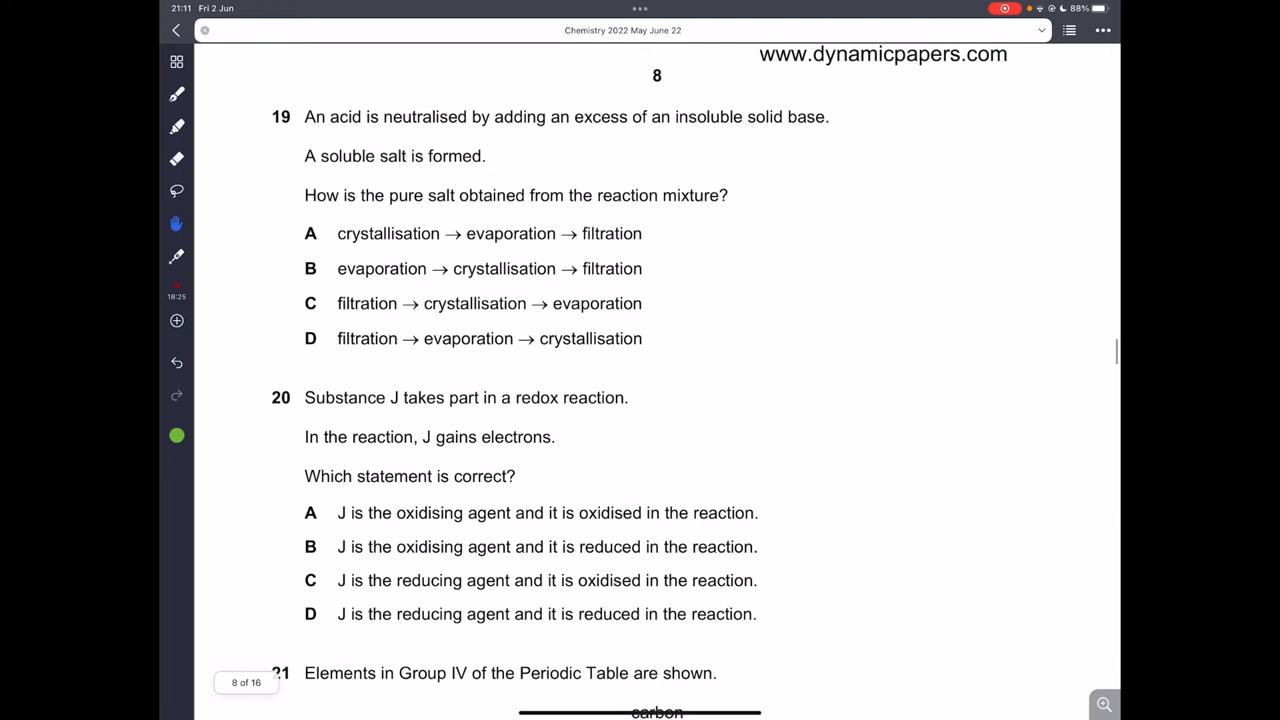 21:11 Fri 2 Jun
88%
Chemistry 2022 May June 22
www.dynamicpapers.com
8
19 An acid is neutralised by adding an excess of an insoluble solid base.
A soluble salt is formed.
How is the pure salt obtained from the reaction mixture?
A crystallisation → evaporation → filtration
B evaporation → crystallisation → filtration
C filtration → crystallisation → evaporation
D filtration → evaporation → crystallisation
18:25
20 Substance J takes part in a redox reaction.
In the reaction, J gains electrons.
Which statement is correct?
A J is the oxidising agent and it is oxidised in the reaction.
B J is the oxidising agent and it is reduced in the reaction.
C J is the reducing agent and it is oxidised in the reaction.
D J is the reducing agent and it is reduced in the reaction.
21 Elements in Group IV of the Periodic Table are shown.
8 of 16
carbon